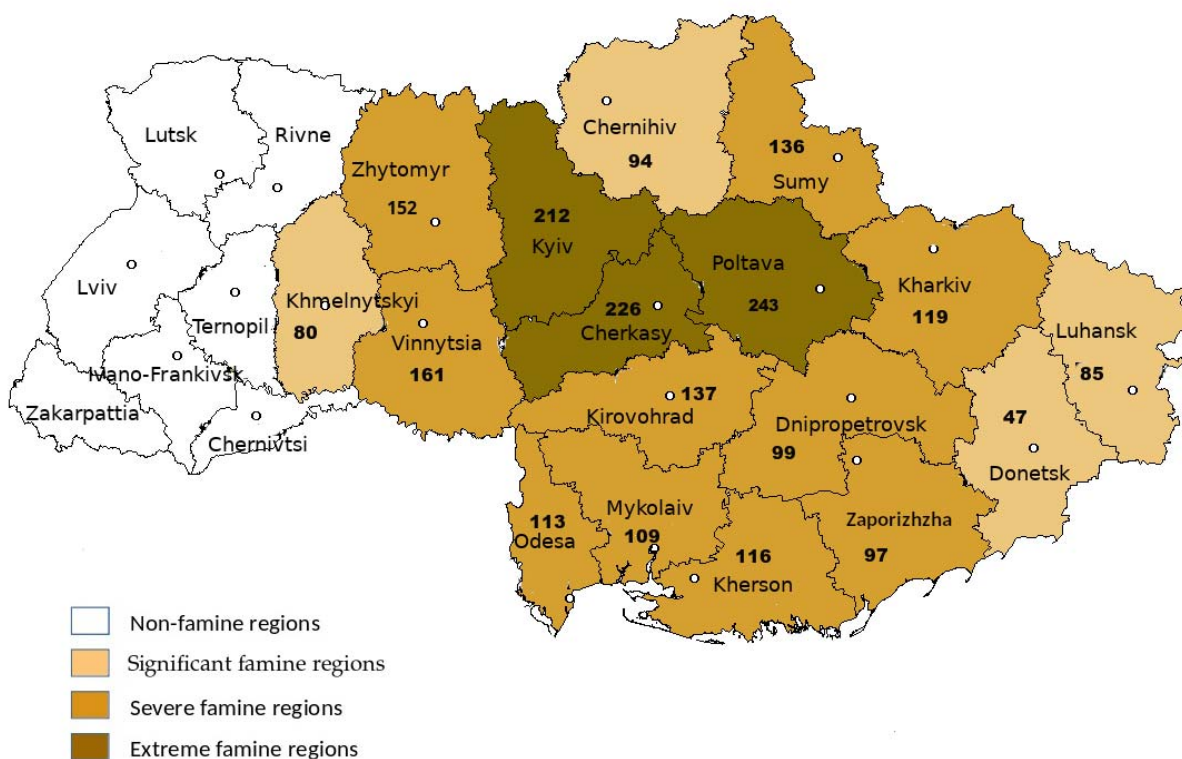 Chernihiv
94
Lutsk
Rivne
136
Sumy
Zhytomyr
152
212
Kyiv
Poltava
243
Kharkiv
119
Lviv
Ternopil
Khmelnytskyi
80
226
Cherkasy
Vinnytsia
161
Luhansk
85
Ivano-Frankivsk
Zakarpattia
Chernivtsi
137
Kirovohrad
Dnipropetrovsk
99
47
Donetsk
113
Odesa
Mykolaiv
109
116
Kherson
Zaporizhzha
97
Non-famine regions
Significant famine regions
Severe famine regions
Extreme famine regions